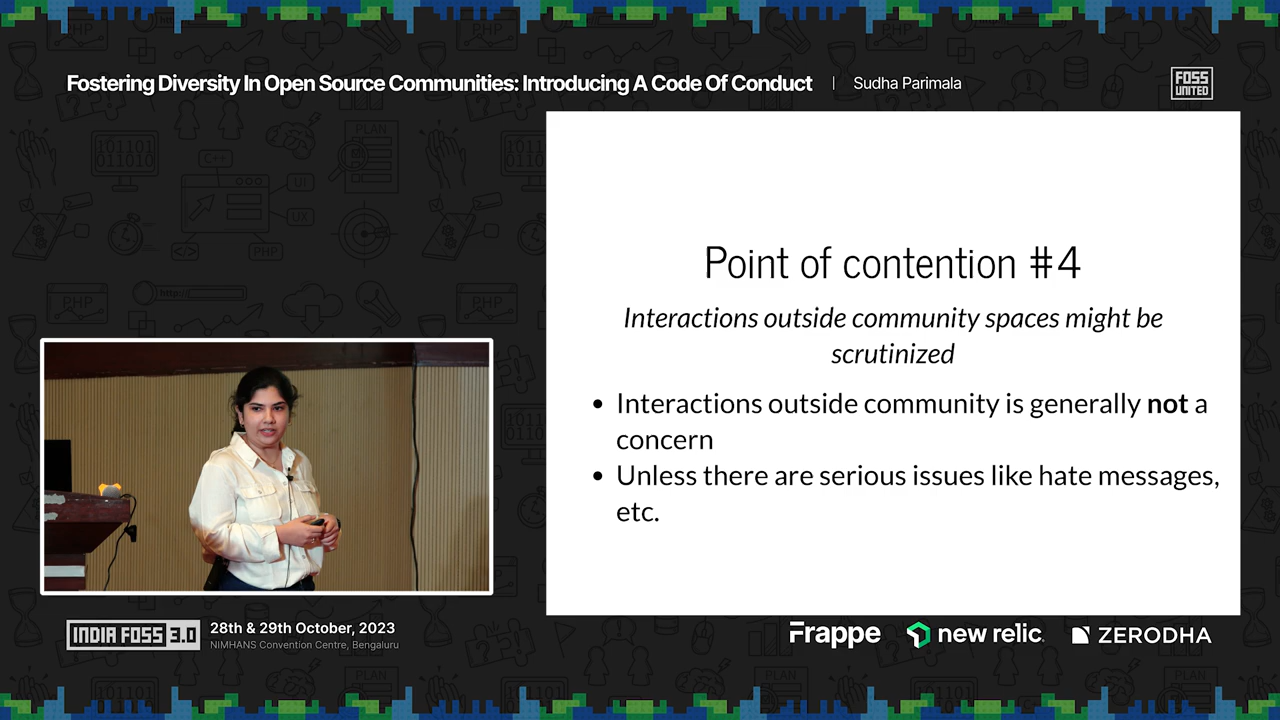 Fostering Diversity In Open Source Communities: Introducing A Code Of Conduct | Sudha Parimala
FOSS
UNITED
Point of contention #4
Interactions outside community spaces might be
scrutinized
• Interactions outside community is generally not a
concern
• Unless there are serious issues like hate messages,
etc.
INDIA FOSS 3.0
28th & 29th October, 2023
NIMHANS Convention Centre, Bengaluru
Frappe
new relic
ZERODHA